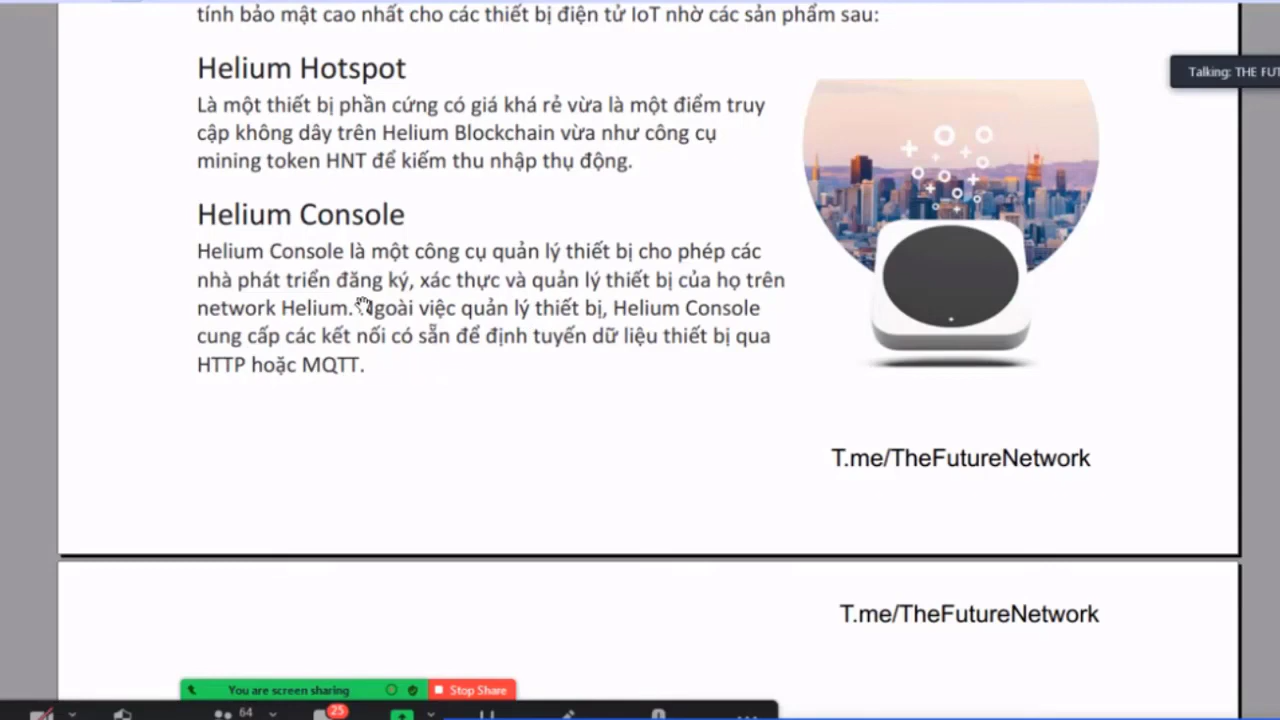 tính bảo mật cao nhất cho các thiết bị điện tử IoT nhờ các sản phẩm sau:
Helium Hotspot
Là một thiết bị phần cứng có giá khá rẻ vừa là một điểm truy
cập không dây trên Helium Blockchain vừa như công cụ
mining token HNT để kiếm thu nhập thụ động.
Talking: THE FUT
Helium Console
Helium Console là một công cụ quản lý thiết bị cho phép các
nhà phát triển đăng ký, xác thực và quản lý thiết bị của họ trên
network Helium. Ngoài việc quản lý thiết bị, Helium Console
cung cấp các kết nối có sẵn để định tuyến dữ liệu thiết bị qua
HTTP hoặc MQTT.
T.me/TheFutureNetwork
T.me/TheFutureNetwork
You are screen sharing
Stop Share
64
25